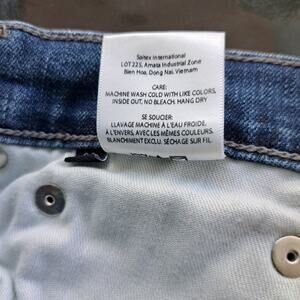 Saitex International
LOT 225, Amata Industrial Zone
Bien Hoa, Dong Nai, Vietnam
CARE:
MACHINE WASH COLD WITH LIKE COLORS,
INSIDE OUT, NO BLEACH. HANG DRY
SE SOUCIER:
LLAVAGE MACHINE À L'EAU FROIDE,
À L'ENVERS, AVEC LES MÊMES COULEURS,
BLANCHIMENT EXCLU. SÉCHAGE SUR FIL.